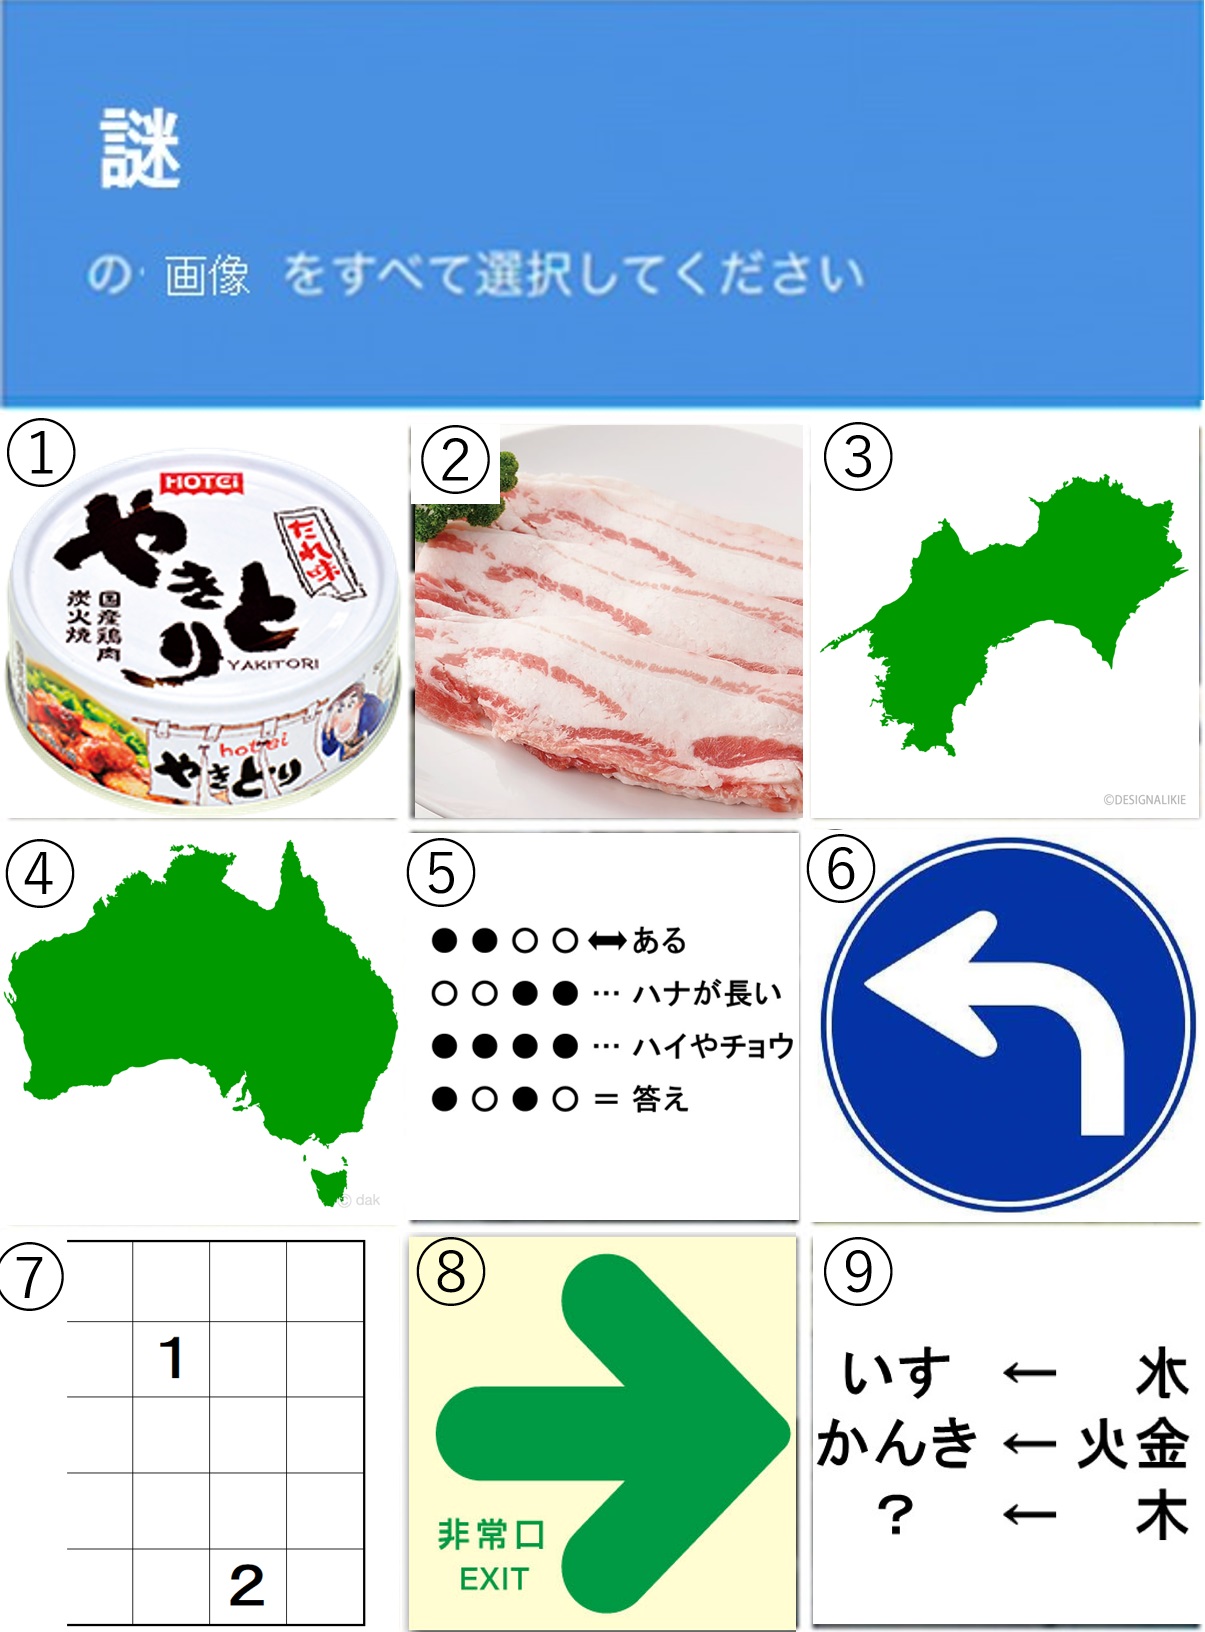 謎
の 画像 をすべて選択してください
①
HOTEi
やきとり
たれ味
国産鶏肉
炭火焼
YAKITORI
hotei
やきとり
②
③
©DESIGNALIKIE
④
© dak
⑤
●●○○⬌ある
○○●●…ハナが長い
●●●●…ハイやチョウ
●○●○＝答え
⑥
⑦
1
2
⑧
非常口
EXIT
⑨
いす ← 氷
かんき ← 火金
？ ← 木